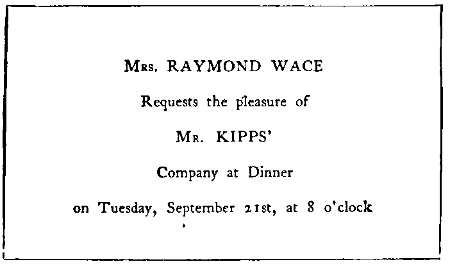 Mrs. RAYMOND WACE
Requests the pleasure of
Mr. KIPPS'
Company at Dinner
on Tuesday, September 21st, at 8 o'clock